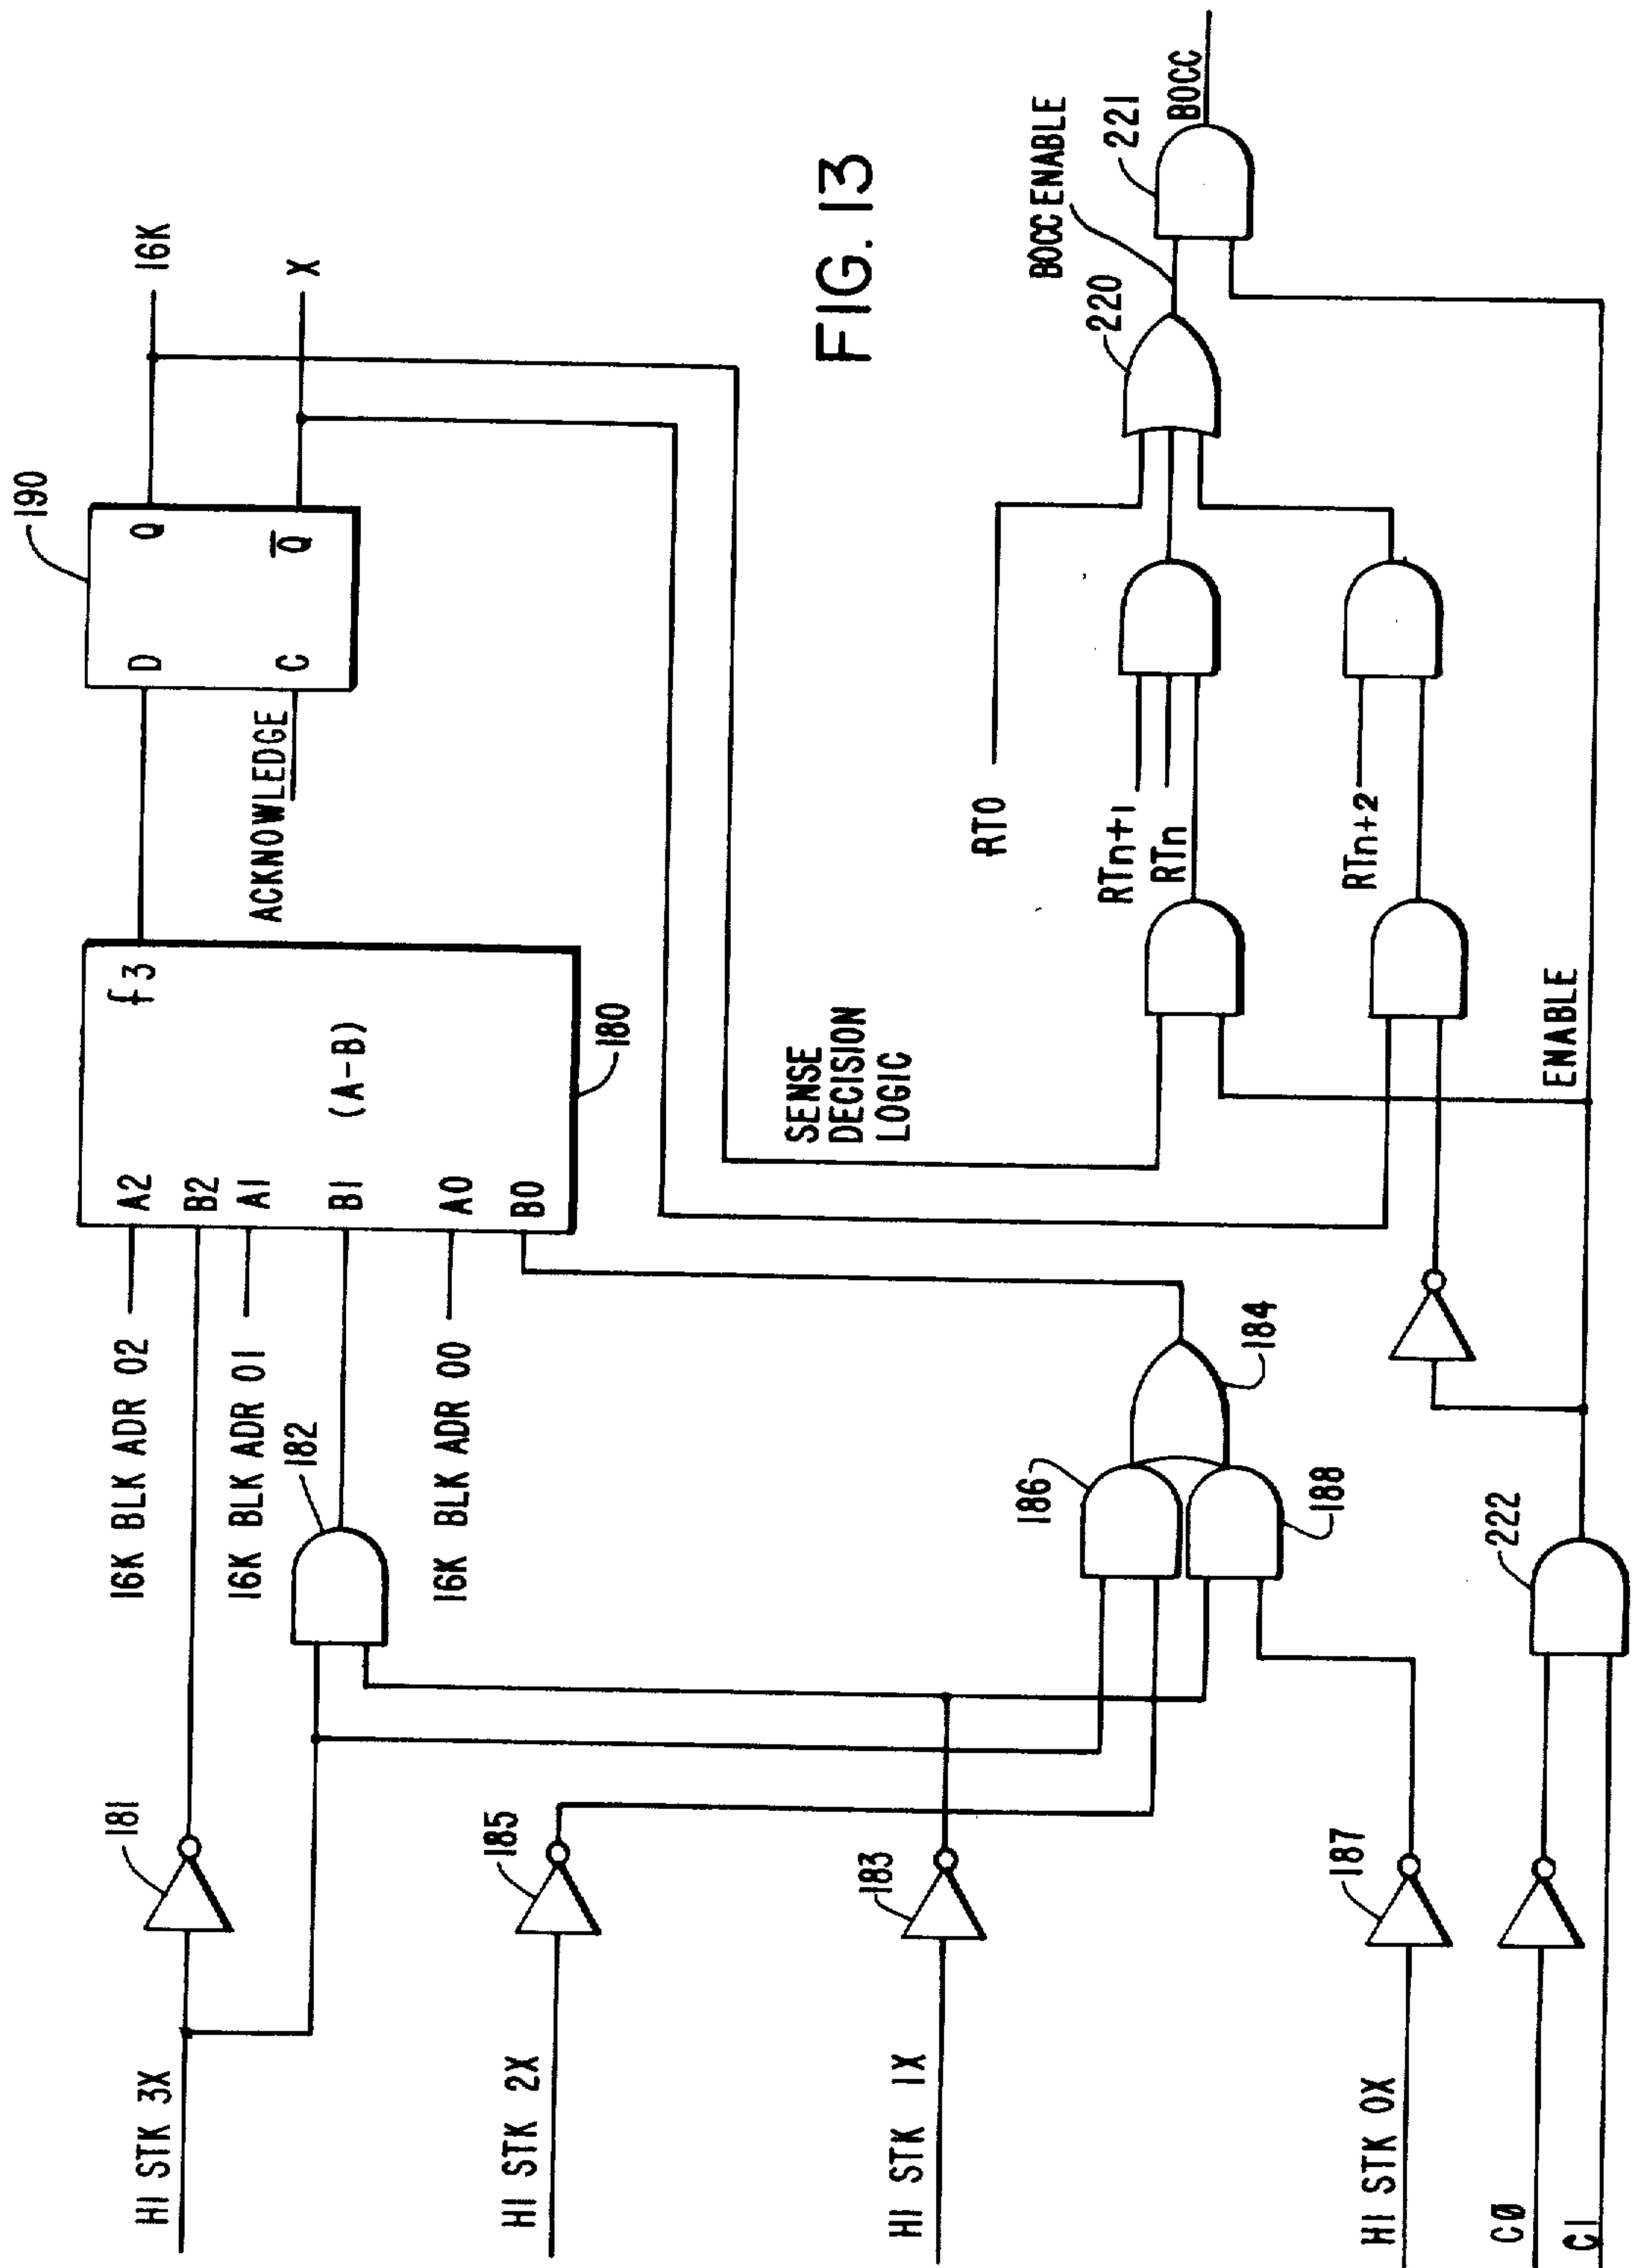 HI STK 3X
181
16K BLK ADR 02
A2
B2
f3
D
Q
190
16K
HI STK 2X
185
182
16K BLK ADR 01
A1
B1
(A-B)
ACKNOWLEDGE
C
Q̅
X
16K BLK ADR 00
A0
B0
180
HI STK 1X
183
186
184
188
SENSE
DECISION
LOGIC
FIG. 13
RT0
RTn+1
RTn
220
BOCC ENABLE
221
BOCC
RTn+2
HI STK 0X
187
CØ
C1
222
ENABLE